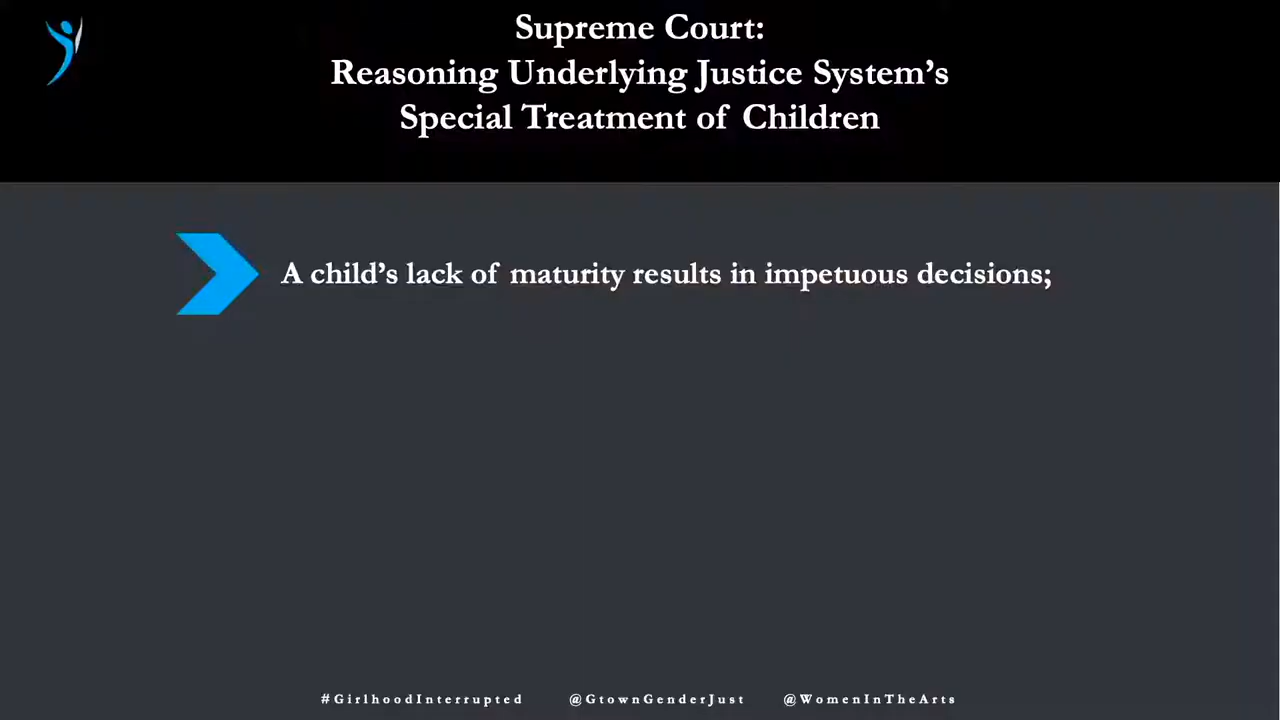 Supreme Court:
Reasoning Underlying Justice System’s
Special Treatment of Children
A child’s lack of maturity results in impetuous decisions;
#GirlhoodInterrupted @GtownGenderJust @WomenInTheArts